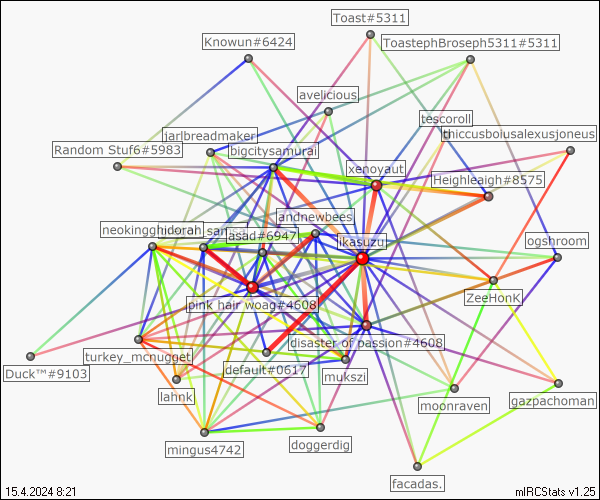 Toast#5311
Knowun#6424
ToastephBroseph5311#5311
avelicious
tescoroll
jarlbreadmaker
thiccusboiusalexusjoneus
Random Stuf6#5983
bigcitysamurai
xenoyaut
Heighleaigh#8575
andnewbees
neokingghidorah
asad#6947
ikasuzu
ogshroom
ZeeHonK
pink hair woag#4608
disaster of passion#4608
turkey_mcnugget
Duck™#9103
default#0617
mukszi
lahnk
moonraven
gazpachoman
mingus4742
doggerdig
facadas.
15.4.2024 8:21
mIRCStats v1.25